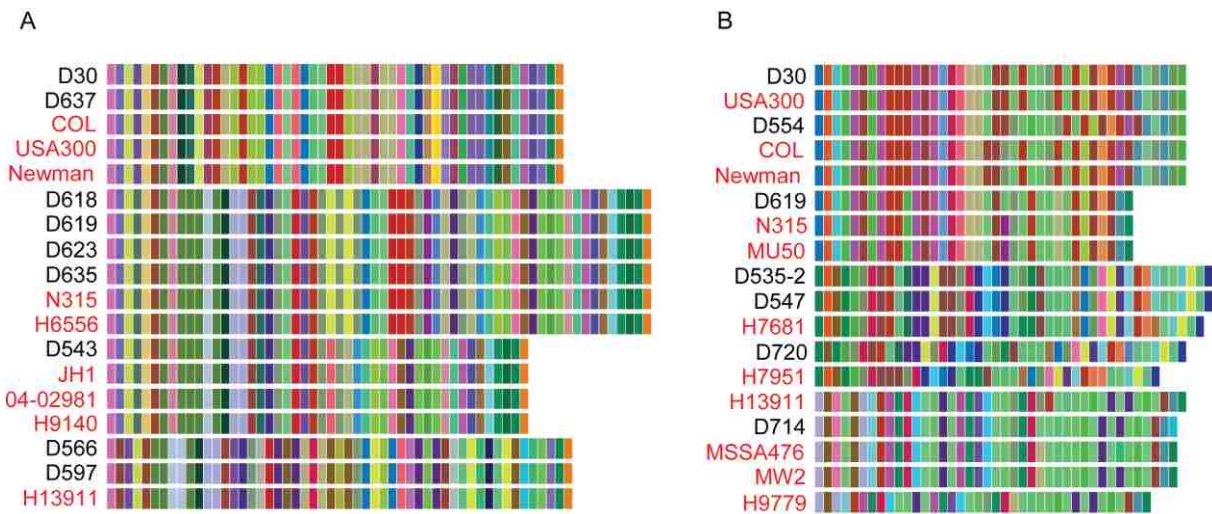 A
D30
D637
COL
USA300
Newman
D618
D619
D623
D635
N315
H6556
D543
JH1
04-02981
H9140
D566
D597
H13911
B
D30
USA300
D554
COL
Newman
D619
N315
MU50
D535-2
D547
H7681
D720
H7951
H13911
D714
MSSA476
MW2
H9779